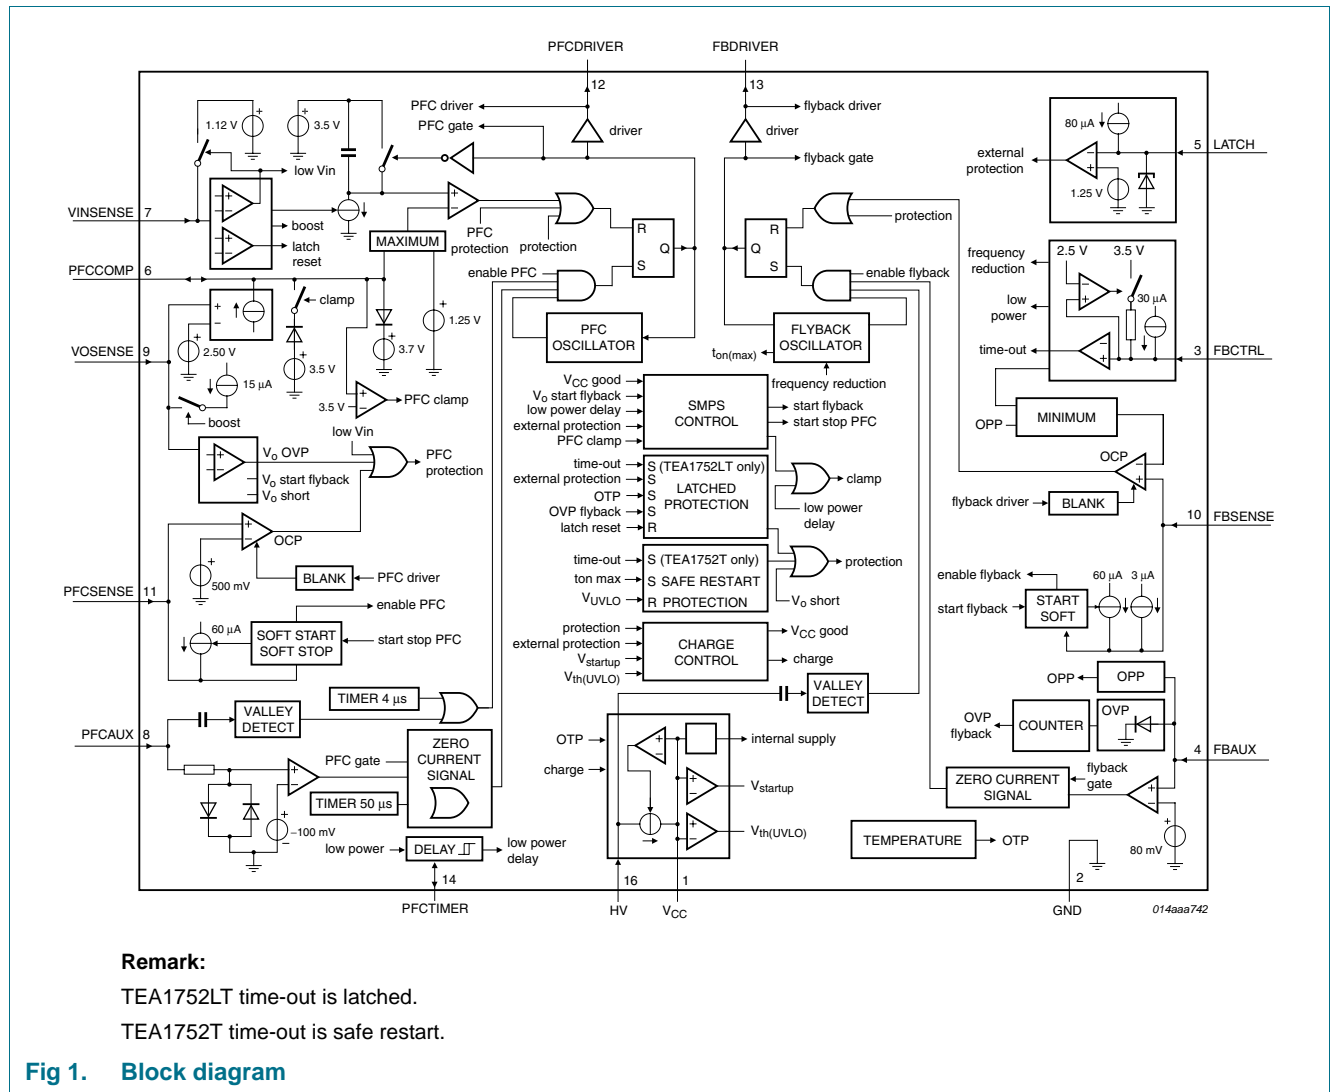 PFCDRIVER
FBDRIVER
12
13
PFC driver
flyback driver
1.12 V
3.5 V
PFC gate
driver
driver
flyback gate
low Vin
80 μA
external
protection
5
LATCH
1.25 V
VINSENSE
7
boost
latch
reset
MAXIMUM
PFC
protection
protection
R
Q
S
R
Q
S
protection
PFCCOMP
6
enable PFC
enable flyback
frequency
reduction
2.5 V
3.5 V
clamp
low
power
30 μA
1.25 V
PFC
OSCILLATOR
FLYBACK
OSCILLATOR
VOSENSE
9
2.50 V
3.5 V
3.7 V
ton(max)
time-out
3
FBCTRL
15 μA
frequency reduction
3.5 V
PFC clamp
boost
VCC good
Vo start flyback
low power delay
external protection
PFC clamp
SMPS
CONTROL
start flyback
start stop PFC
OPP
MINIMUM
low Vin
Vo OVP
Vo start flyback
Vo short
PFC
protection
time-out
external protection
OTP
OVP flyback
latch reset
S (TEA1752LT only)
S
LATCHED
S
PROTECTION
S
R
clamp
low power
delay
OCP
flyback driver
BLANK
10
FBSENSE
OCP
500 mV
BLANK
PFC driver
time-out
ton max
VUVLO
S (TEA1752T only)
S SAFE RESTART
R PROTECTION
protection
Vo short
PFCSENSE
11
enable PFC
enable flyback
start flyback
START
SOFT
60 μA
3 μA
60 μA
SOFT START
SOFT STOP
start stop PFC
protection
external protection
Vstartup
Vth(UVLO)
CHARGE
CONTROL
VCC good
charge
TIMER 4 μs
VALLEY
DETECT
VALLEY
DETECT
OPP
OPP
PFCAUX
8
OVP
flyback
COUNTER
OVP
PFC gate
ZERO
CURRENT
SIGNAL
OTP
charge
internal supply
4
FBAUX
TIMER 50 μs
Vstartup
ZERO CURRENT
SIGNAL
flyback
gate
–100 mV
low power
DELAY
low power
delay
Vth(UVLO)
TEMPERATURE
OTP
80 mV
14
PFCTIMER
16
HV
1
VCC
2
GND
014aaa742
Remark:
TEA1752LT time-out is latched.
TEA1752T time-out is safe restart.
Fig 1. Block diagram